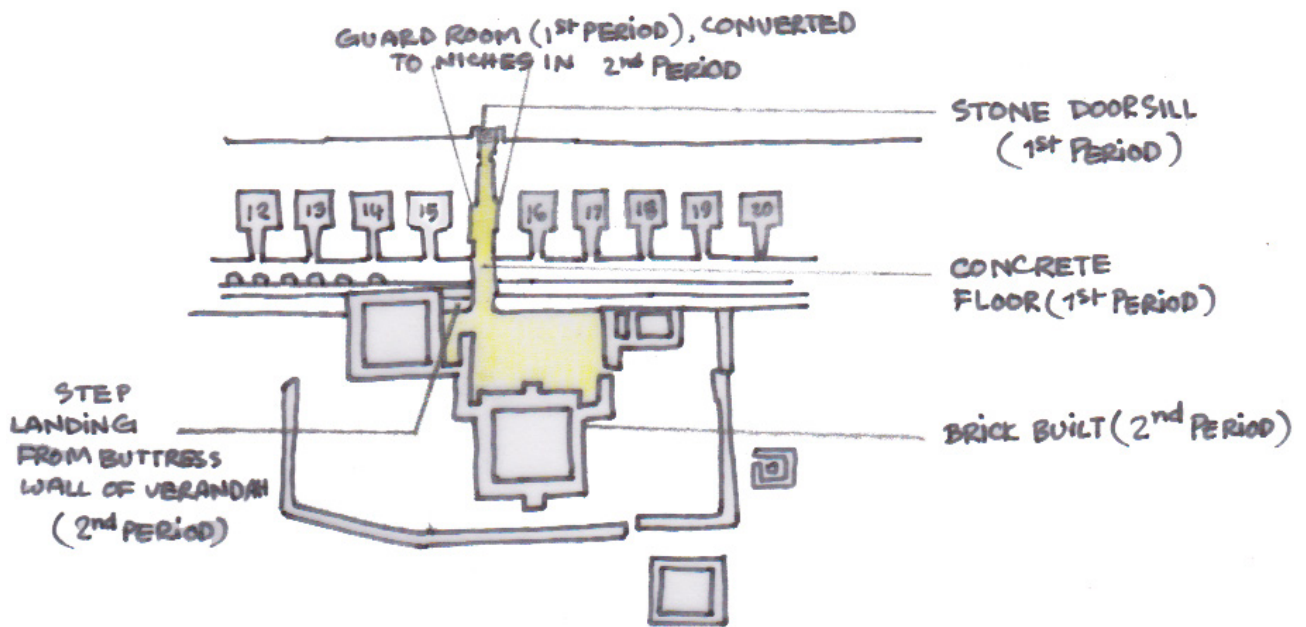 GUARD ROOM (1st PERIOD), CONVERTED
TO NICHES IN 2nd PERIOD
STONE DOORSILL
(1st PERIOD)
12 13 14 15 16 17 18 19 20
CONCRETE
FLOOR (1st PERIOD)
STEP
LANDING
FROM BUTTRESS
WALL OF VERANDAH
(2nd PERIOD)
BRICK BUILT (2nd PERIOD)